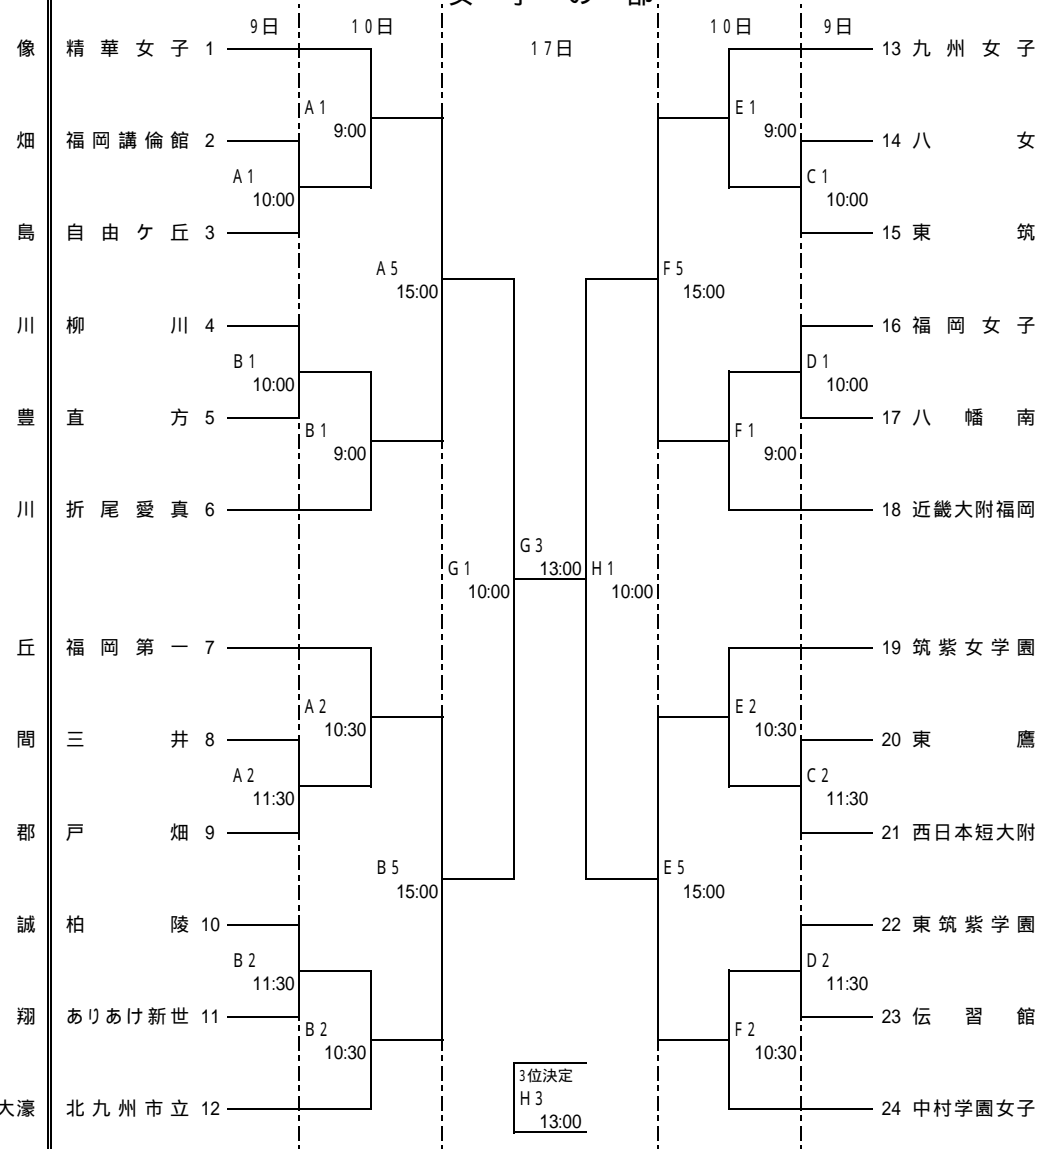 女子の部
9日 10日 17日 10日 9日
像 精華女子 1
13 九州女子
A1 9:00
E1 9:00
畑 福岡講倫館 2
14 八女
A1 10:00
C1 10:00
島 自由ケ丘 3
15 東筑
A5 15:00
F5 15:00
川 柳川 4
16 福岡女子
B1 10:00
D1 10:00
豊 直方 5
17 八幡南
B1 9:00
F1 9:00
川 折尾愛真 6
18 近畿大附福岡
G3 13:00
G1 10:00
H1 10:00
丘 福岡第一 7
19 筑紫女学園
A2 10:30
E2 10:30
間 三井 8
20 東鷹
A2 11:30
C2 11:30
郡 戸畑 9
21 西日本短大附
B5 15:00
E5 15:00
誠 柏陵 10
22 東筑紫学園
B2 11:30
D2 11:30
翔 ありあけ新世 11
23 伝習館
B2 10:30
F2 10:30
3位決定
H3
13:00
大濠 北九州市立 12
24 中村学園女子